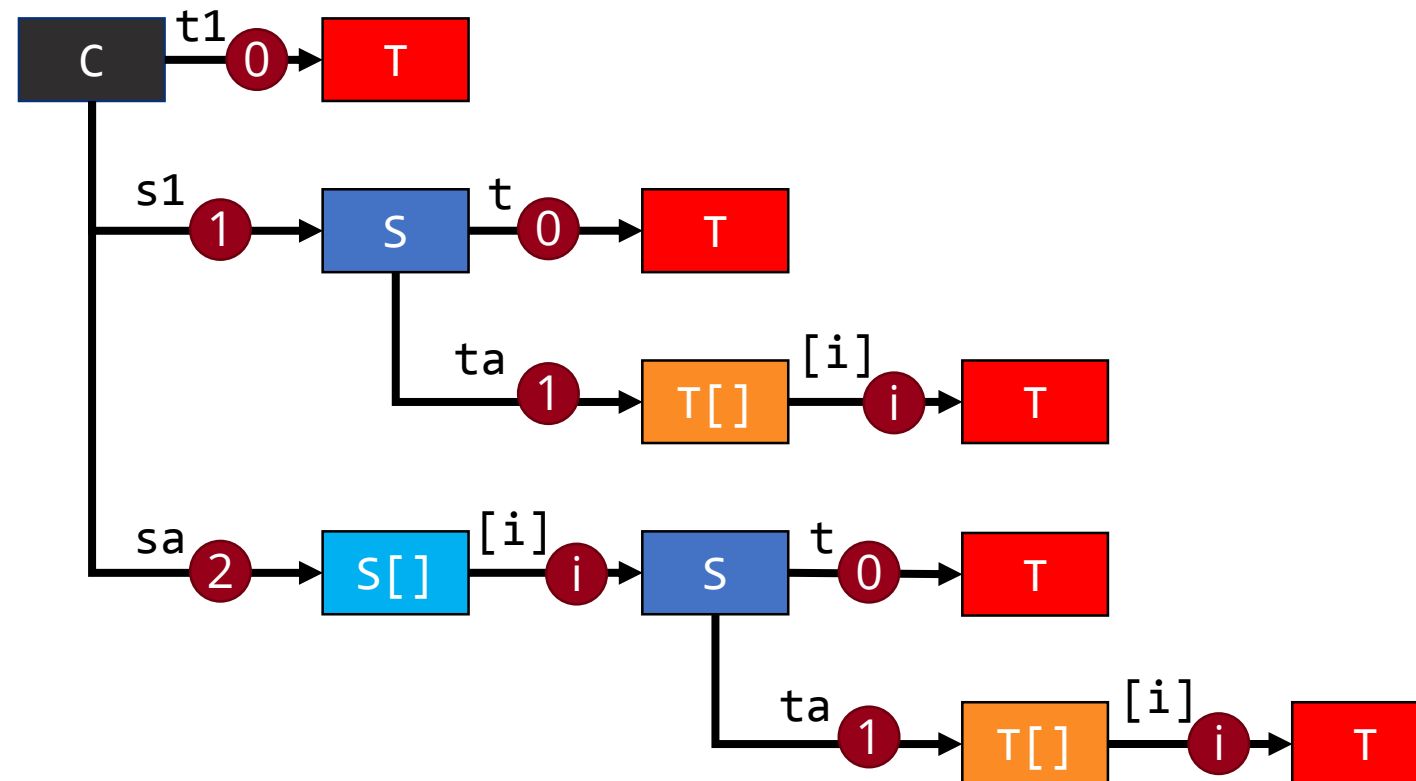 C t1 0 T
s1 1 S t 0 T
ta 1 T[] [i] i T
sa 2 S[] [i] i S t 0 T
ta 1 T[] [i] i T